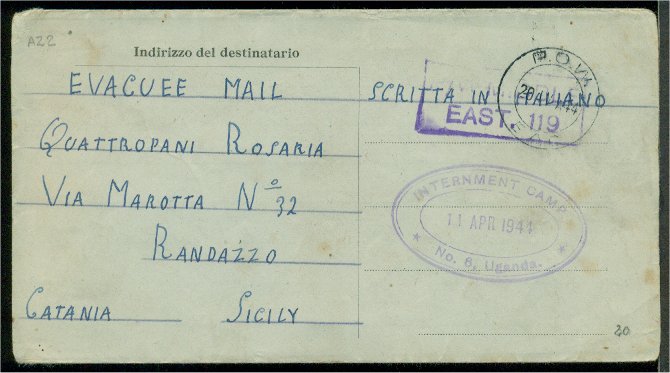 A22
Indirizzo del destinatario
EVACUEE MAIL SCRITTA IN ITALIANO
QUATTROPANI ROSARIA
VIA MAROTTA Nº 32
RANDAZZO
CATANIA SICILY
EAST. 119
INTERNMENT CAMP
11 APR 1944
★ No. 6, Uganda. ★
20